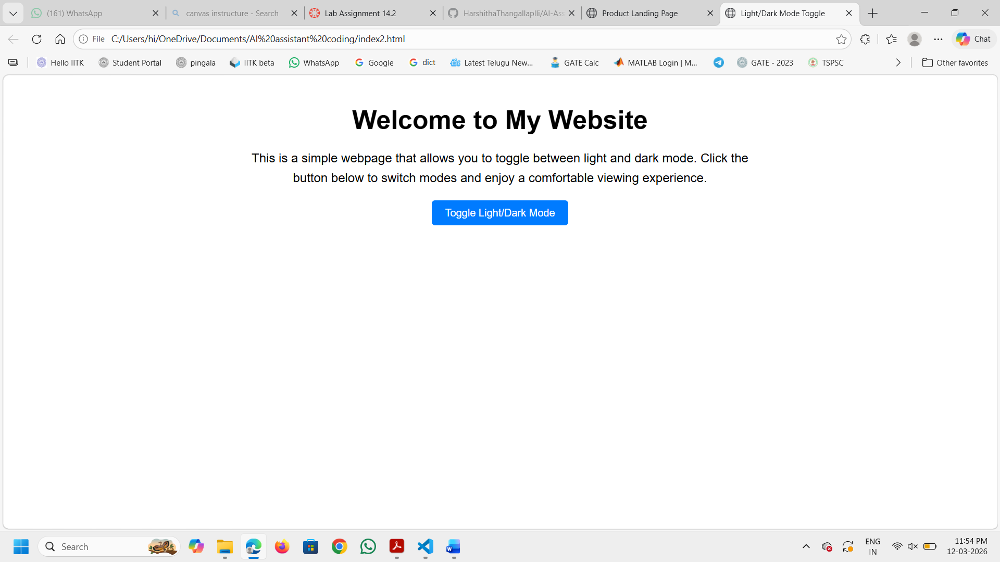 (161) WhatsApp
canvas instructure - Search
Lab Assignment 14.2
HarshithaThangallaplli/AI-Ass
Product Landing Page
Light/Dark Mode Toggle
File C:/Users/hi/OneDrive/Documents/AI%20assistant%20coding/index2.html
Chat
Hello IITK
Student Portal
pingala
IITK beta
WhatsApp
Google
dict
Latest Telugu New...
GATE Calc
MATLAB Login | M...
GATE - 2023
TSPSC
Other favorites
Welcome to My Website
This is a simple webpage that allows you to toggle between light and dark mode. Click the
button below to switch modes and enjoy a comfortable viewing experience.
Toggle Light/Dark Mode
Search
ENG
IN
11:54 PM
12-03-2026